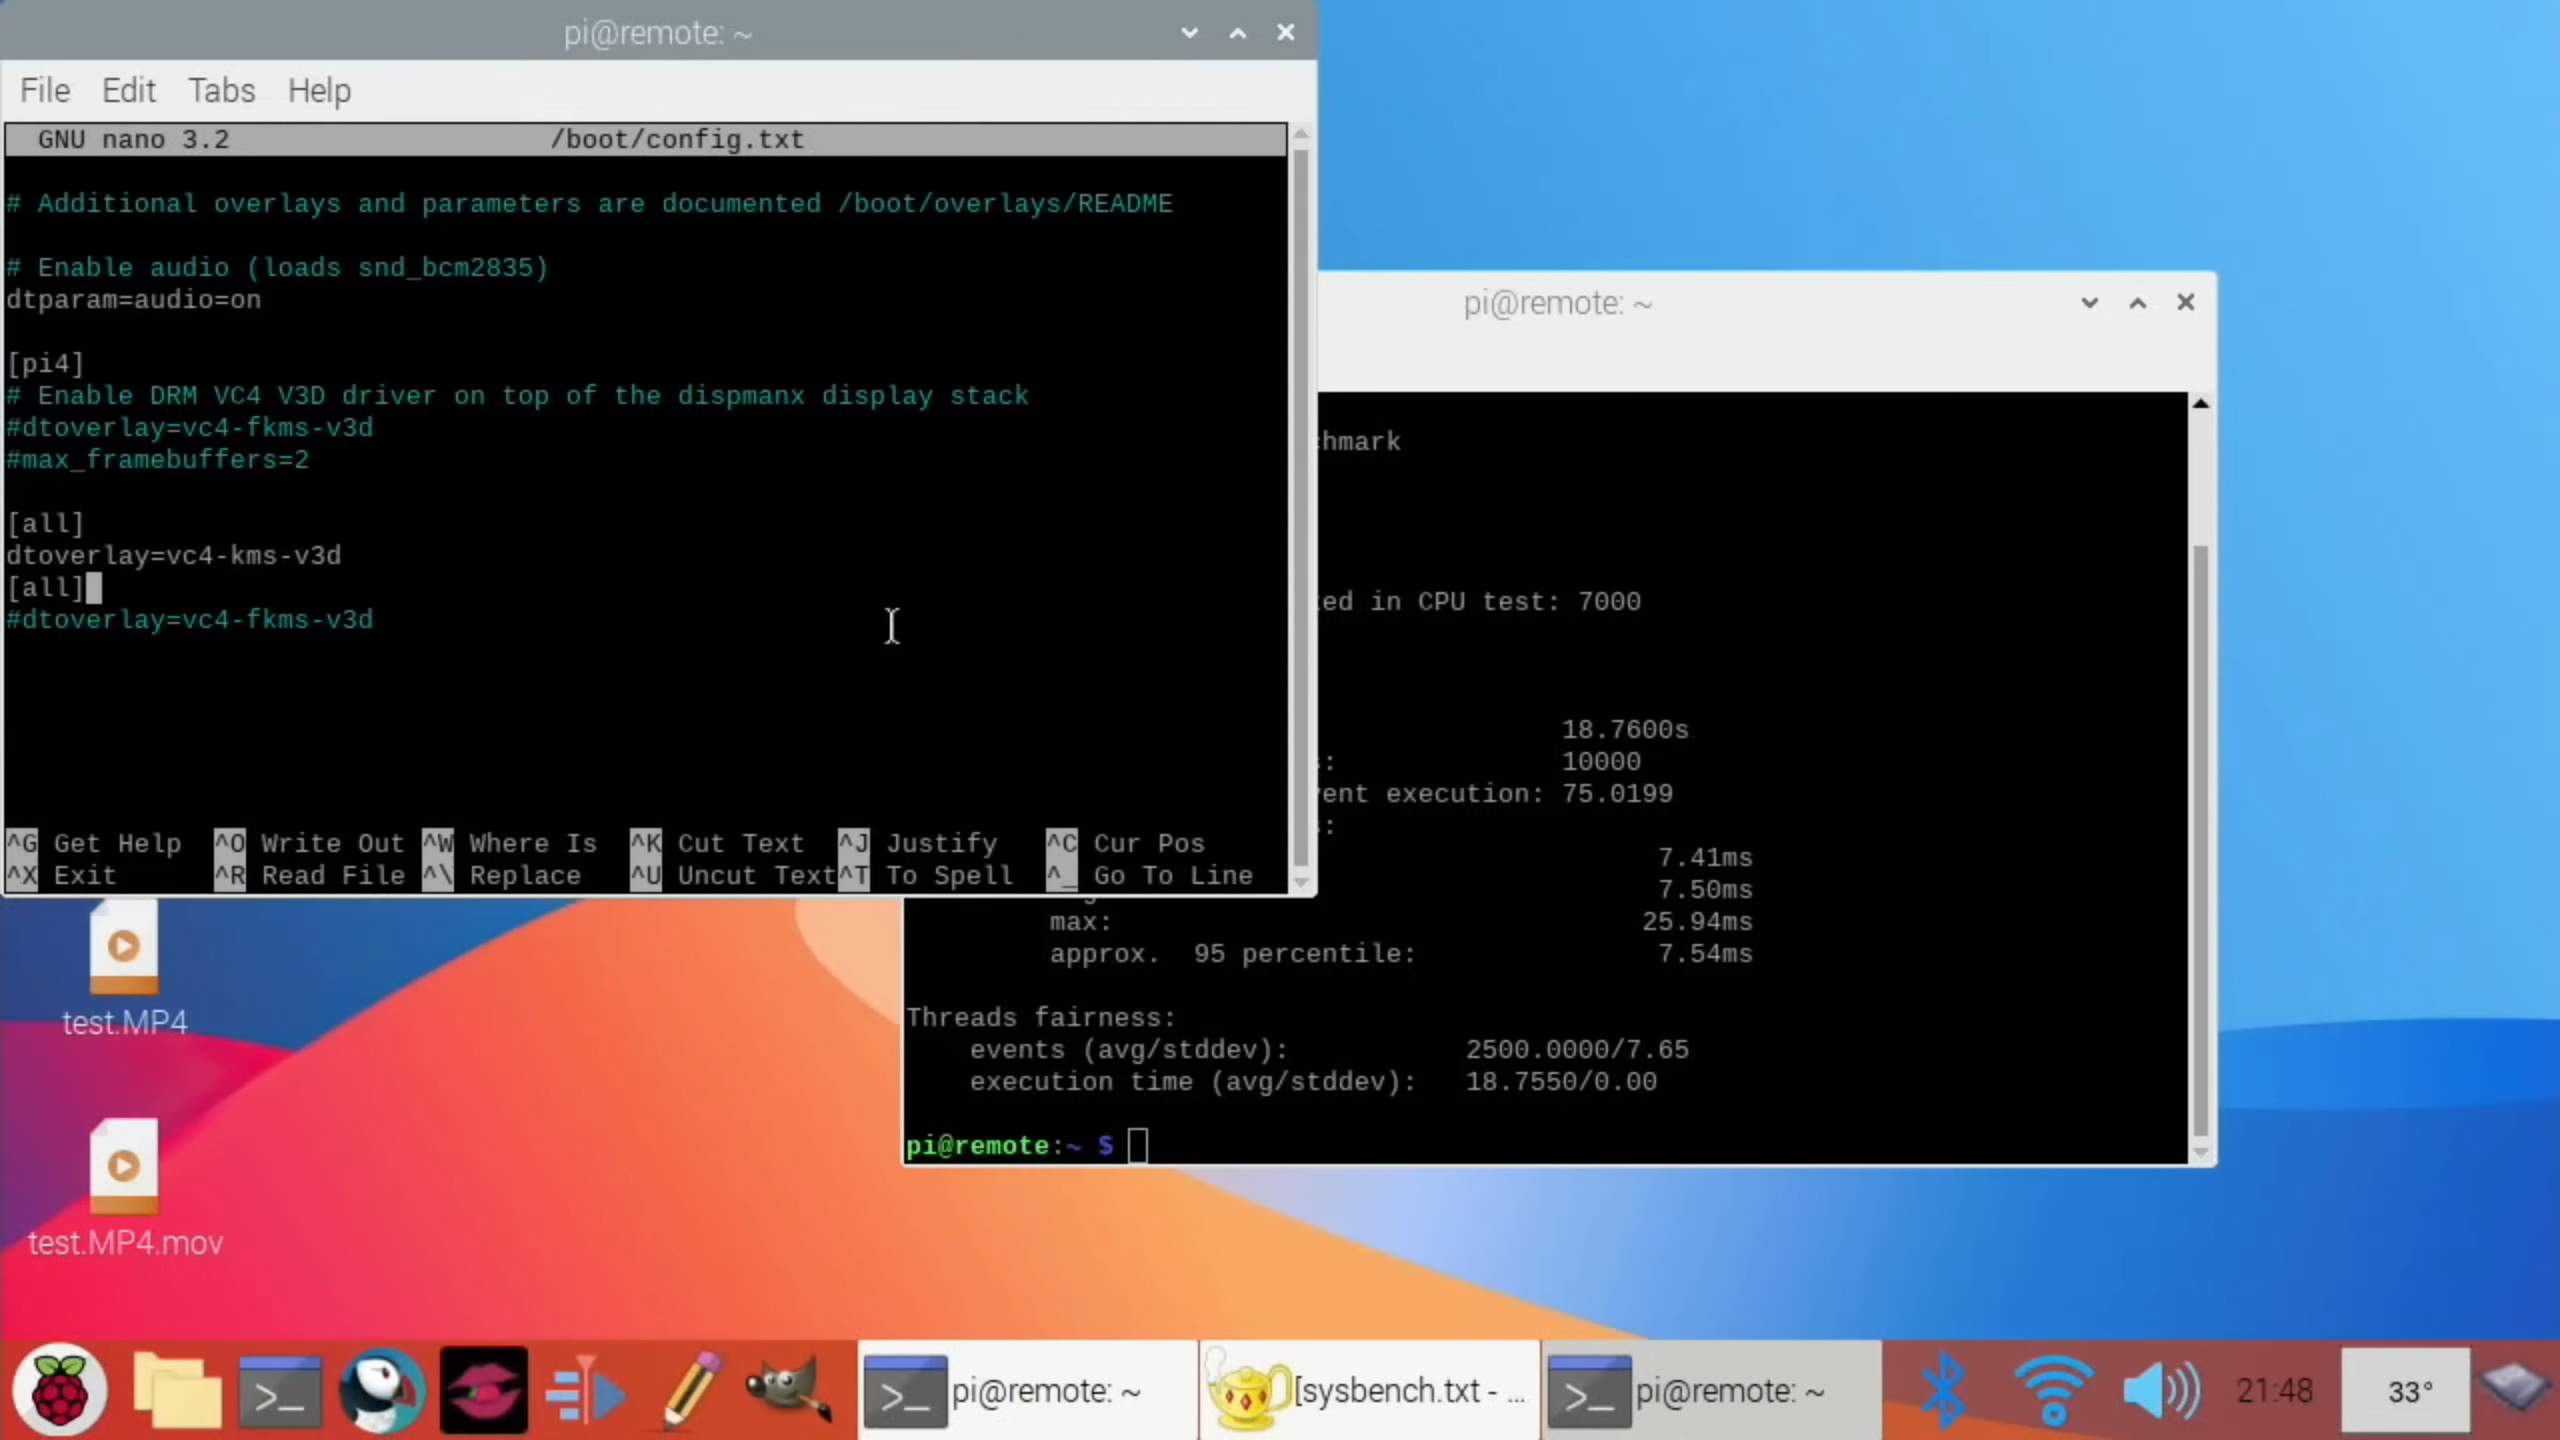 pi@remote: ~
File Edit Tabs Help
GNU nano 3.2 /boot/config.txt
# Additional overlays and parameters are documented /boot/overlays/README
# Enable audio (loads snd_bcm2835)
dtparam=audio=on
[pi4]
# Enable DRM VC4 V3D driver on top of the dispmanx display stack
#dtoverlay=vc4-fkms-v3d
#max_framebuffers=2
[all]
dtoverlay=vc4-kms-v3d
[all]
#dtoverlay=vc4-fkms-v3d
^G Get Help ^O Write Out ^W Where Is ^K Cut Text ^J Justify ^C Cur Pos
^X Exit ^R Read File ^\ Replace ^U Uncut Text ^T To Spell ^_ Go To Line
pi@remote: ~
hmark
ed in CPU test: 7000
18.7600s
: 10000
ent execution: 75.0199
:
7.41ms
7.50ms
max: 25.94ms
approx. 95 percentile: 7.54ms
Threads fairness:
events (avg/stddev): 2500.0000/7.65
execution time (avg/stddev): 18.7550/0.00
pi@remote:~ $
test.MP4
test.MP4.mov
pi@remote: ~ [sysbench.txt - ... pi@remote: ~ 21:48 33°